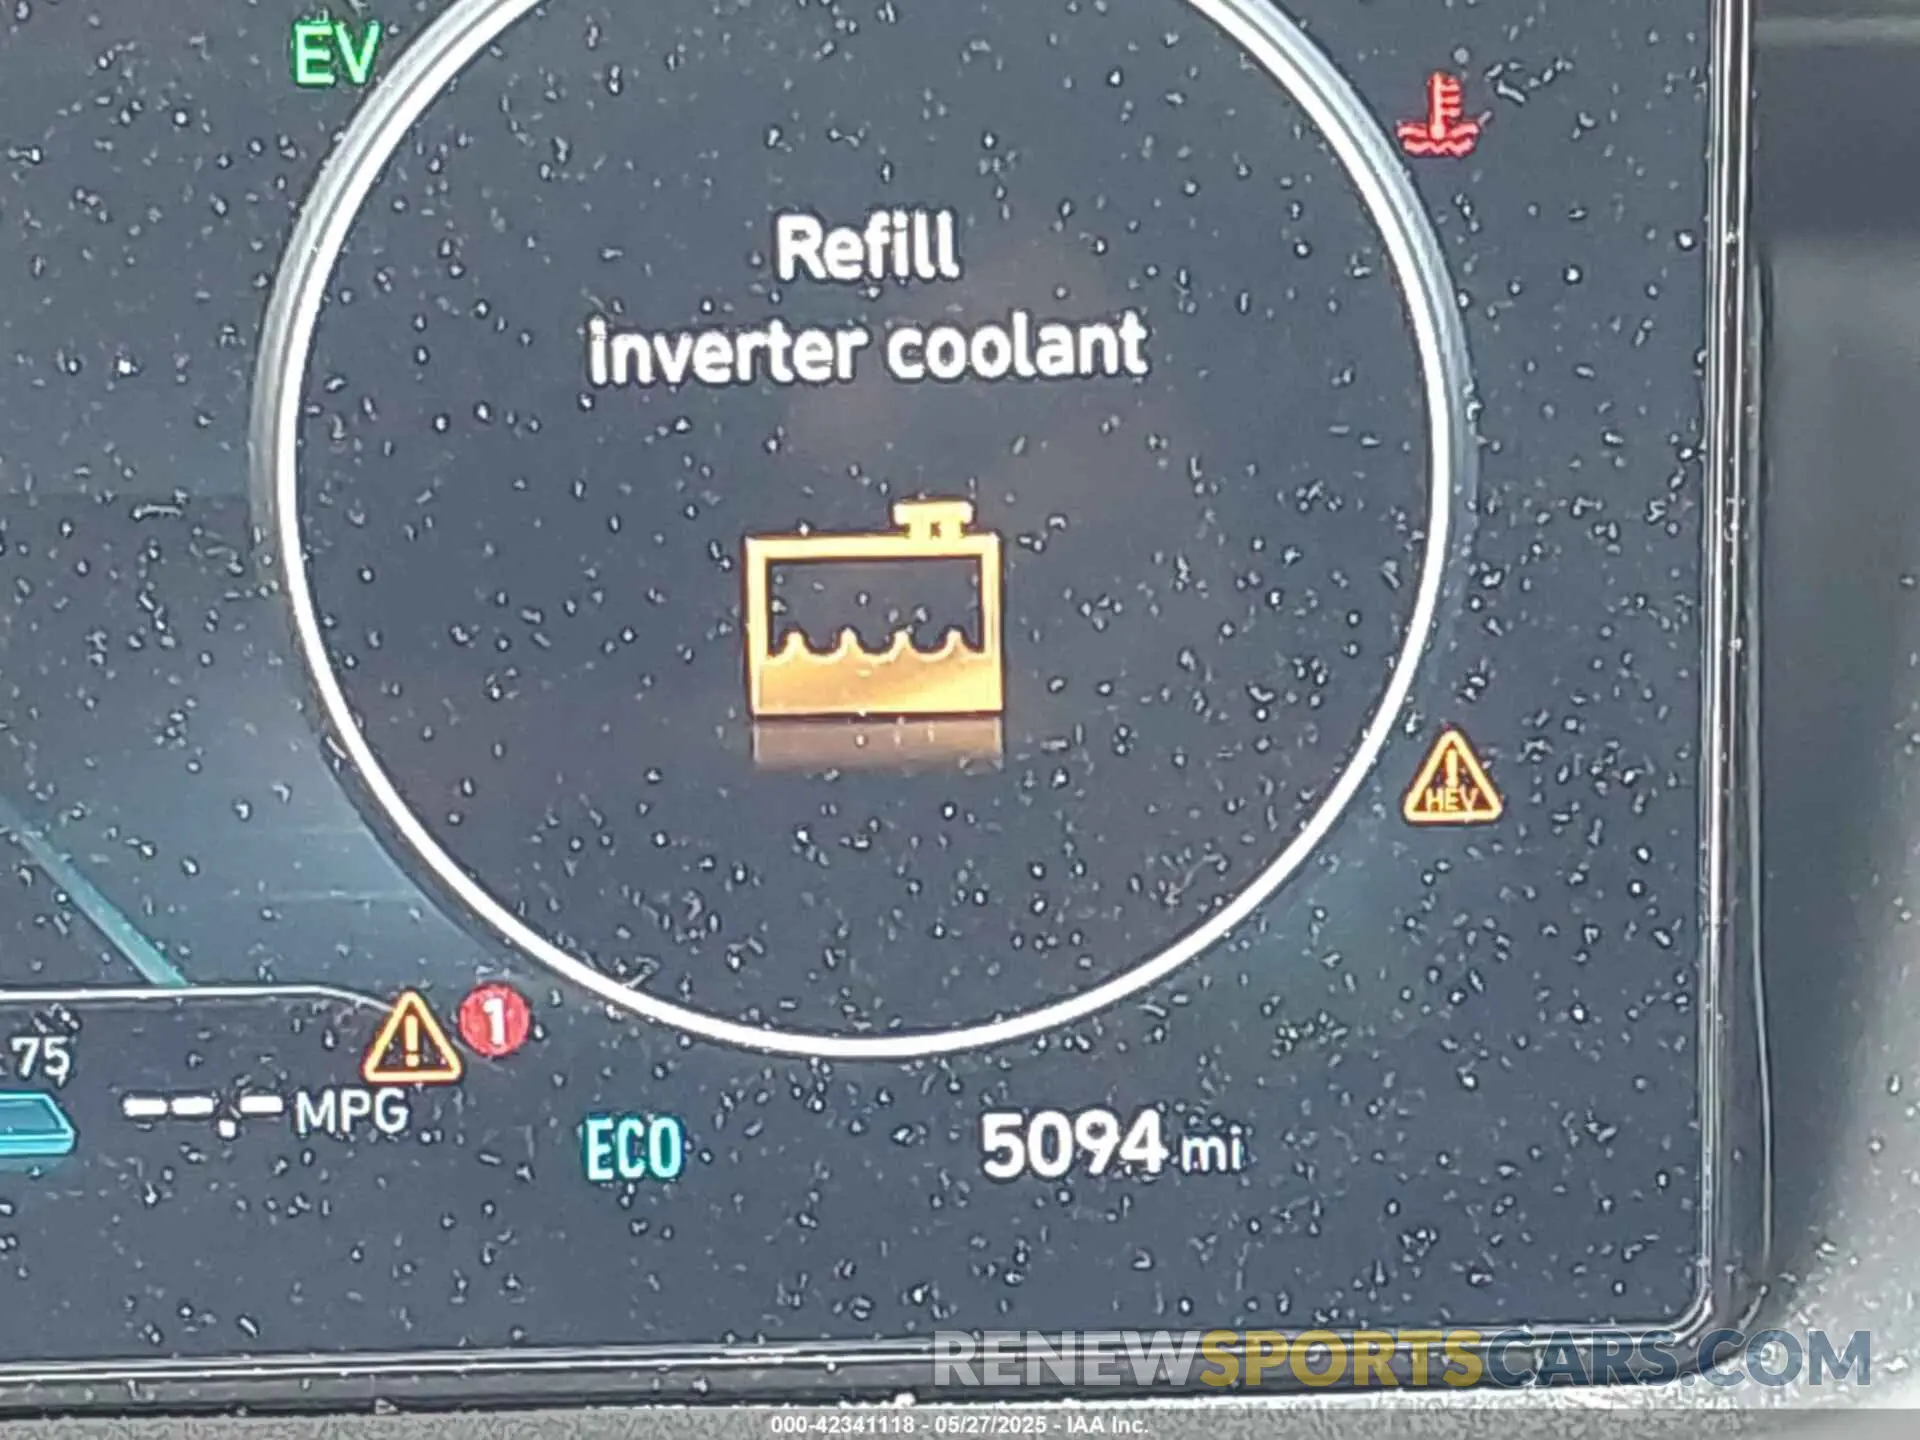 EV
Refill
inverter coolant
HEV
1
75
--.- MPG
ECO
5094 mi
RENEWSPORTSCARS.COM
000-42341118 - 05/27/2025 - IAA Inc.